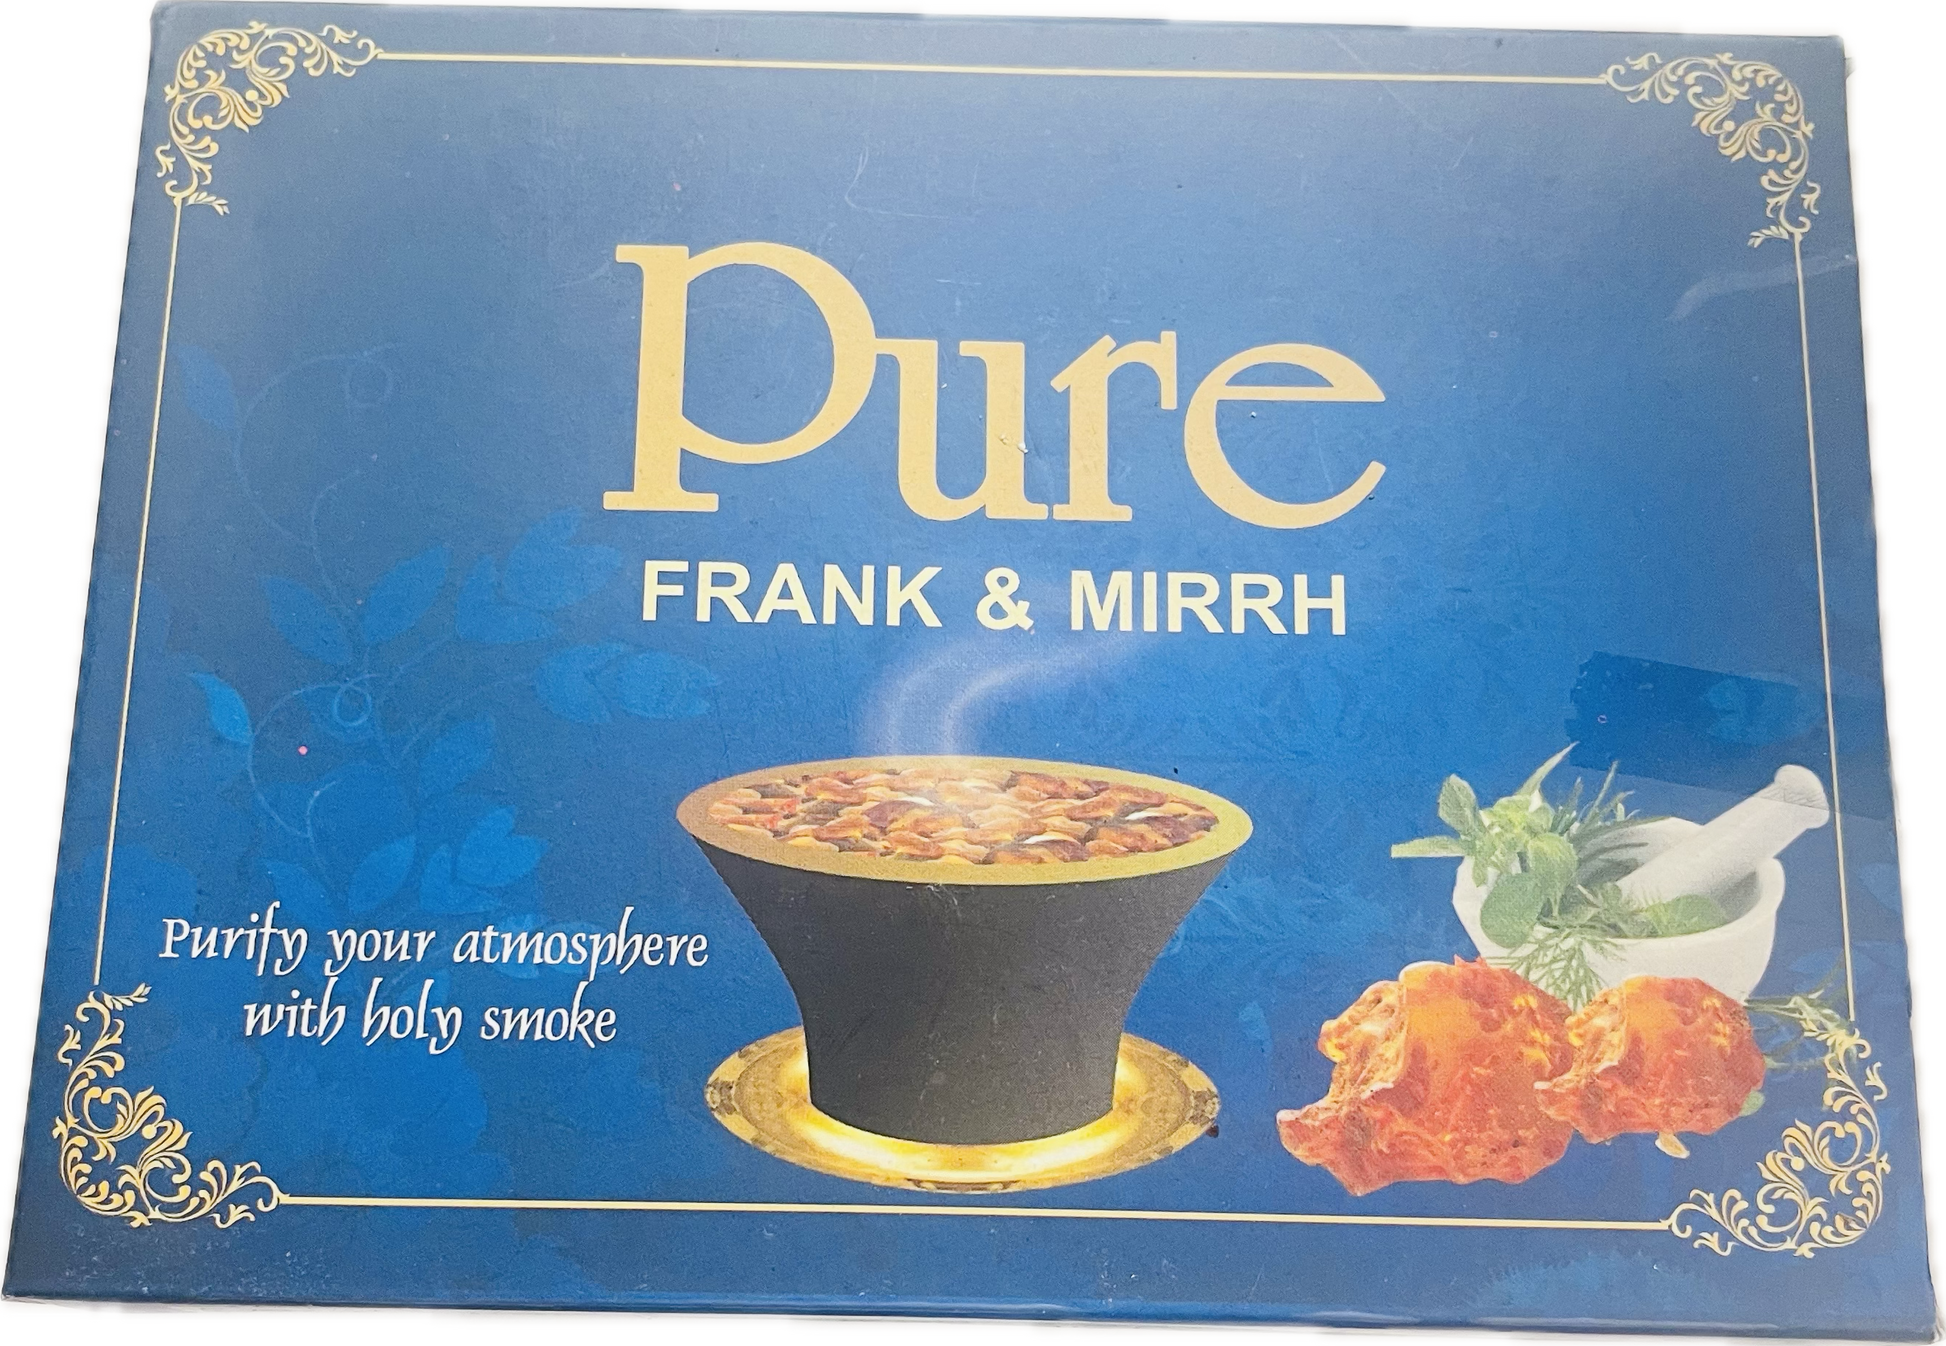 Pure
FRANK & MIRRH
Purify your atmosphere
with holy smoke